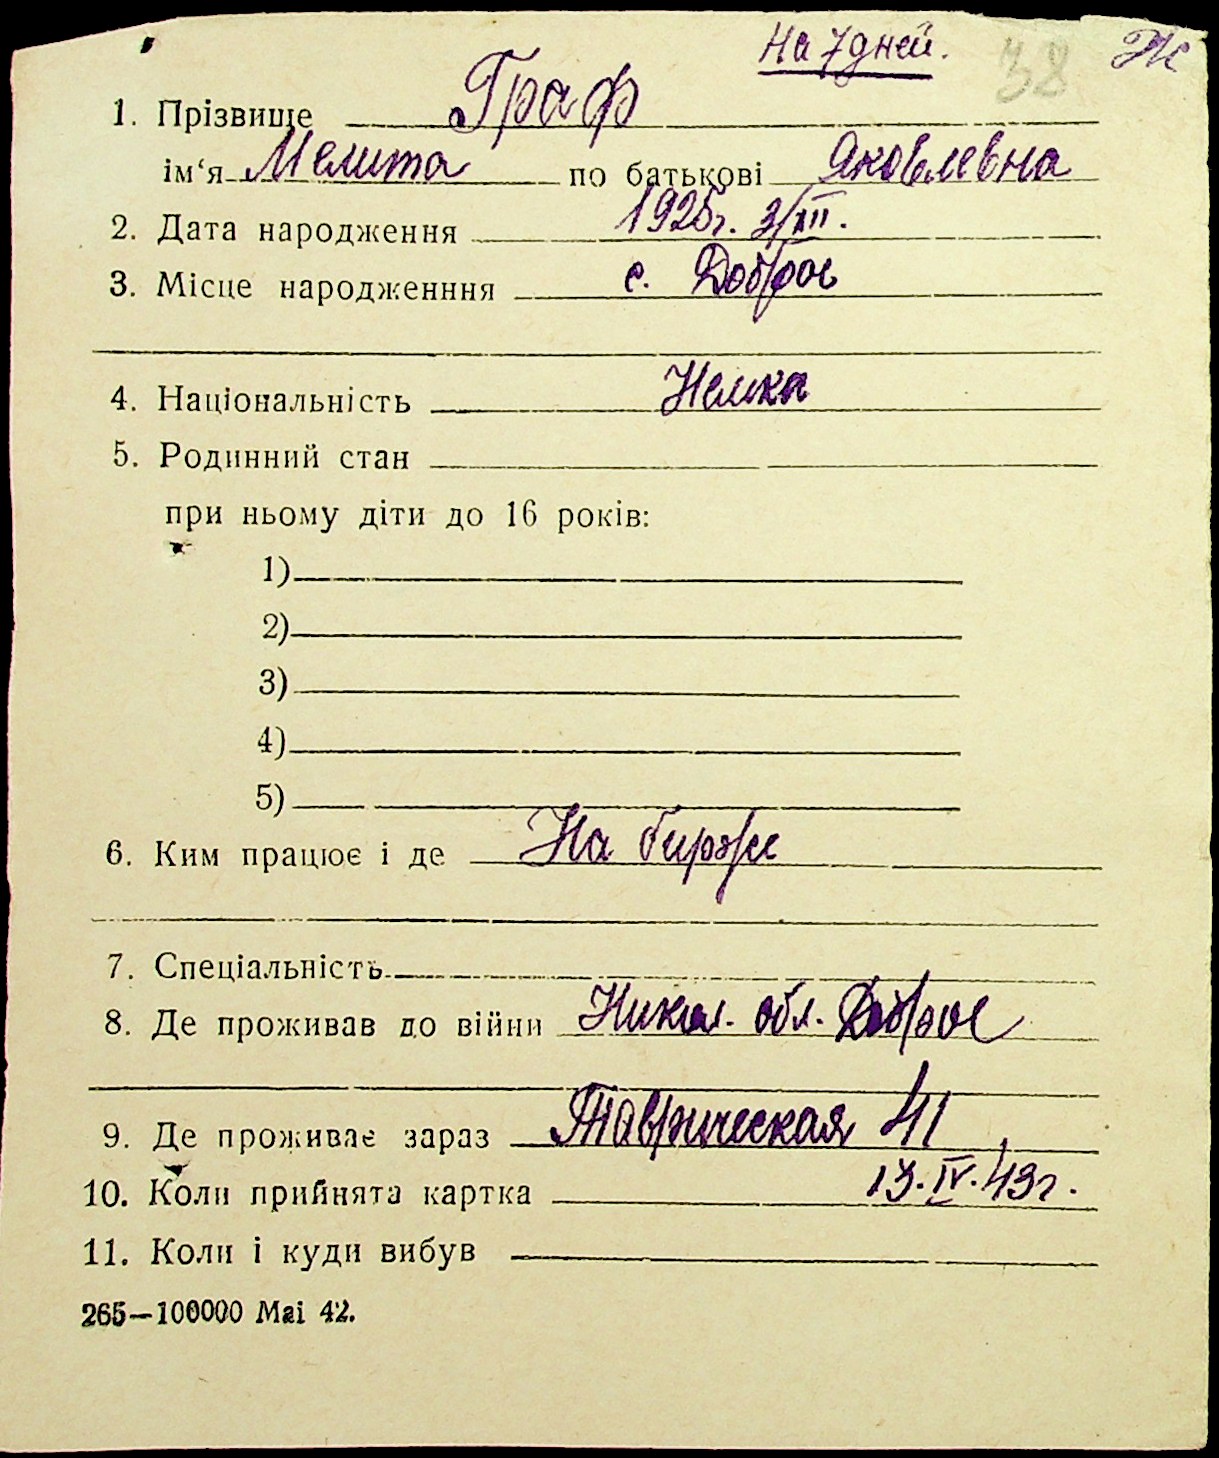 На 7 дней. 38 Ж
1. Прізвище Граф
ім‘я Мелита по батькові Яковлевна
2. Дата народження 1925г. 3/XII.
3. Місце народженння с. Доброе
4. Національність Немка
5. Родинний стан
при ньому діти до 16 років:
1)
2)
3)
4)
5)
6. Ким працює і де На бирже
7. Спеціальність
8. Де проживав до війни Никол. обл. Доброе
9. Де проживає зараз Таврическая 41
10. Коли прийнята картка 13.IV.43г.
11. Коли і куди вибув
265—100000 Mai 42.